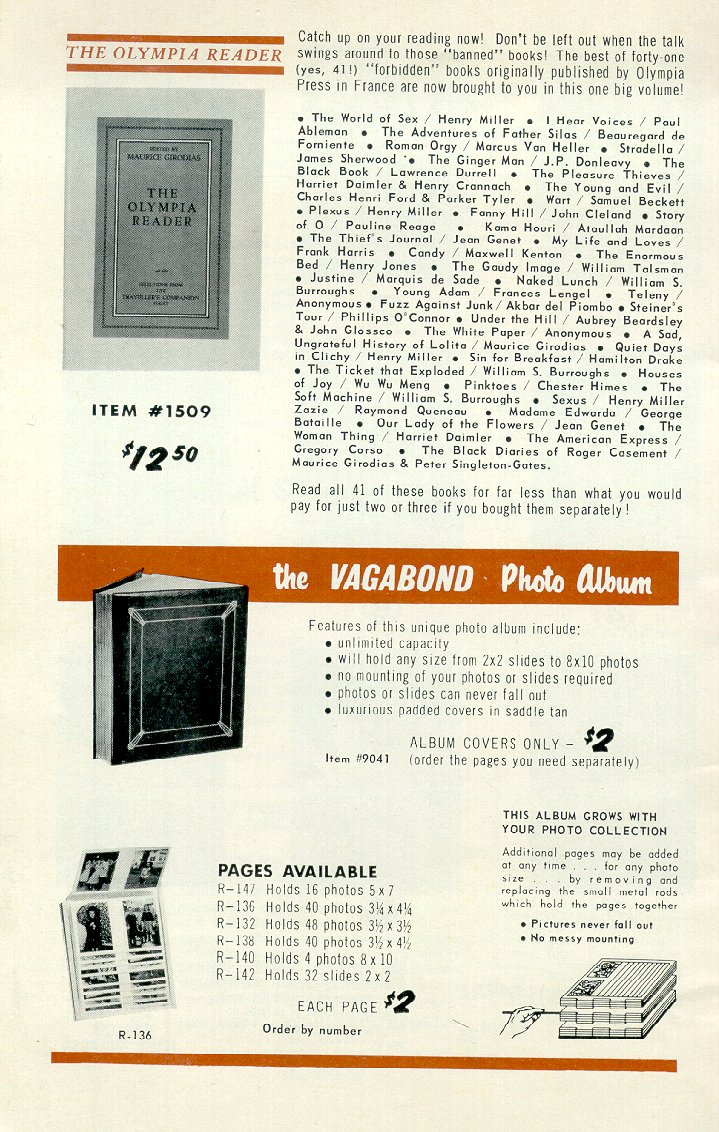 THE OLYMPIA READER
Catch up on your reading now! Don't be left out when the talk
swings around to those "banned" books! The best of forty-one
(yes, 41!) "forbidden" books originally published by Olympia
Press in France are now brought to you in this one big volume!
EDITED BY
MAURICE GIRODIAS
THE
OLYMPIA
READER
SELECTIONS FROM
THE
TRAVELLER'S COMPANION
SERIES
ITEM #1509
$12 50
• The World of Sex / Henry Miller • I Hear Voices / Paul
Ableman • The Adventures of Father Silas / Beauregard de
Forniente • Roman Orgy / Marcus Van Heller • Stradella /
James Sherwood • The Ginger Man / J.P. Donleavy • The
Black Book / Lawrence Durrell • The Pleasure Thieves /
Harriet Daimler & Henry Crannach • The Young and Evil /
Charles Henri Ford & Parker Tyler • Wart / Samuel Beckett
• Plexus / Henry Miller • Fanny Hill / John Cleland • Story
of O / Pauline Reage • Kama Houri / Ataullah Mardaan
• The Thief's Journal / Jean Genet • My Life and Loves /
Frank Harris • Candy / Maxwell Kenton • The Enormous
Bed / Henry Jones • The Gaudy Image / William Talsman
• Justine / Marquis de Sade • Naked Lunch / William S.
Burroughs • Young Adam / Frances Lengel • Teleny /
Anonymous • Fuzz Against Junk / Akbar del Piombo • Steiner's
Tour / Phillips O'Connor • Under the Hill / Aubrey Beardsley
& John Glassco • The White Paper / Anonymous • A Sad,
Ungrateful History of Lolita / Maurice Girodias • Quiet Days
in Clichy / Henry Miller • Sin for Breakfast / Hamilton Drake
• The Ticket that Exploded / William S. Burroughs • Houses
of Joy / Wu Wu Meng • Pinktoes / Chester Himes • The
Soft Machine / William S. Burroughs • Sexus / Henry Miller
Zazie / Raymond Queneau • Madame Edwarda / George
Bataille • Our Lady of the Flowers / Jean Genet • The
Woman Thing / Harriet Daimler • The American Express /
Gregory Corso • The Black Diaries of Roger Casement /
Maurice Girodias & Peter Singleton-Gates.
Read all 41 of these books for far less than what you would
pay for just two or three if you bought them separately!
the VAGABOND Photo Album
Features of this unique photo album include:
• unlimited capacity
• will hold any size from 2x2 slides to 8x10 photos
• no mounting of your photos or slides required
• photos or slides can never fall out
• luxurious padded covers in saddle tan
ALBUM COVERS ONLY – $2
Item #9041 (order the pages you need separately)
THIS ALBUM GROWS WITH
YOUR PHOTO COLLECTION
Additional pages may be added
at any time . . . for any photo
size . . . by removing and
replacing the small metal rods
which hold the pages together
• Pictures never fall out
• No messy mounting
PAGES AVAILABLE
R–147 Holds 16 photos 5 x 7
R–136 Holds 40 photos 3¼ x 4¼
R–132 Holds 48 photos 3½ x 3½
R–138 Holds 40 photos 3½ x 4½
R–140 Holds 4 photos 8 x 10
R–142 Holds 32 slides 2 x 2
EACH PAGE $2
Order by number
R-136